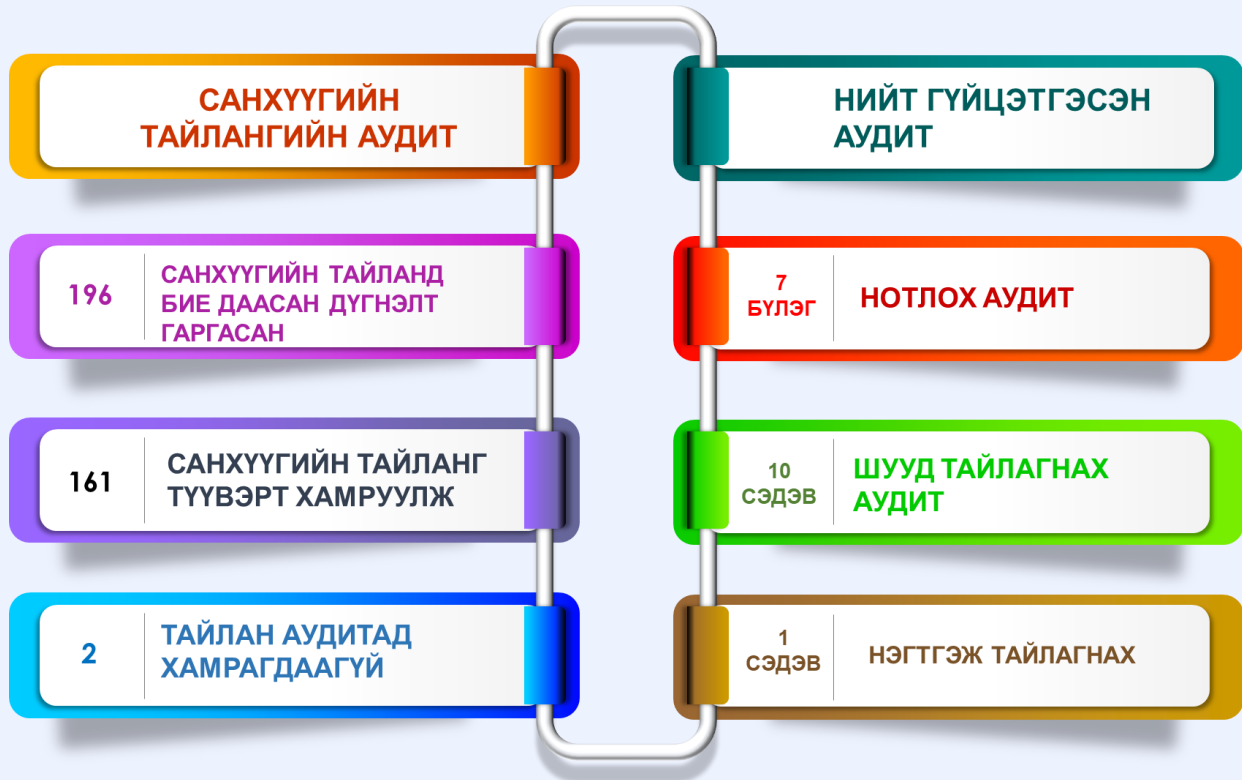 САНХҮҮГИЙН
ТАЙЛАНГИЙН АУДИТ
196
САНХҮҮГИЙН ТАЙЛАНД
БИЕ ДААСАН ДҮГНЭЛТ
ГАРГАСАН
161
САНХҮҮГИЙН ТАЙЛАНГ
ТҮҮВЭРТ ХАМРУУЛЖ
2
ТАЙЛАН АУДИТАД
ХАМРАГДААГҮЙ
НИЙТ ГҮЙЦЭТГЭСЭН
АУДИТ
7
БҮЛЭГ
НОТЛОХ АУДИТ
10
СЭДЭВ
ШУУД ТАЙЛАГНАХ
АУДИТ
1
СЭДЭВ
НЭГТГЭЖ ТАЙЛАГНАХ